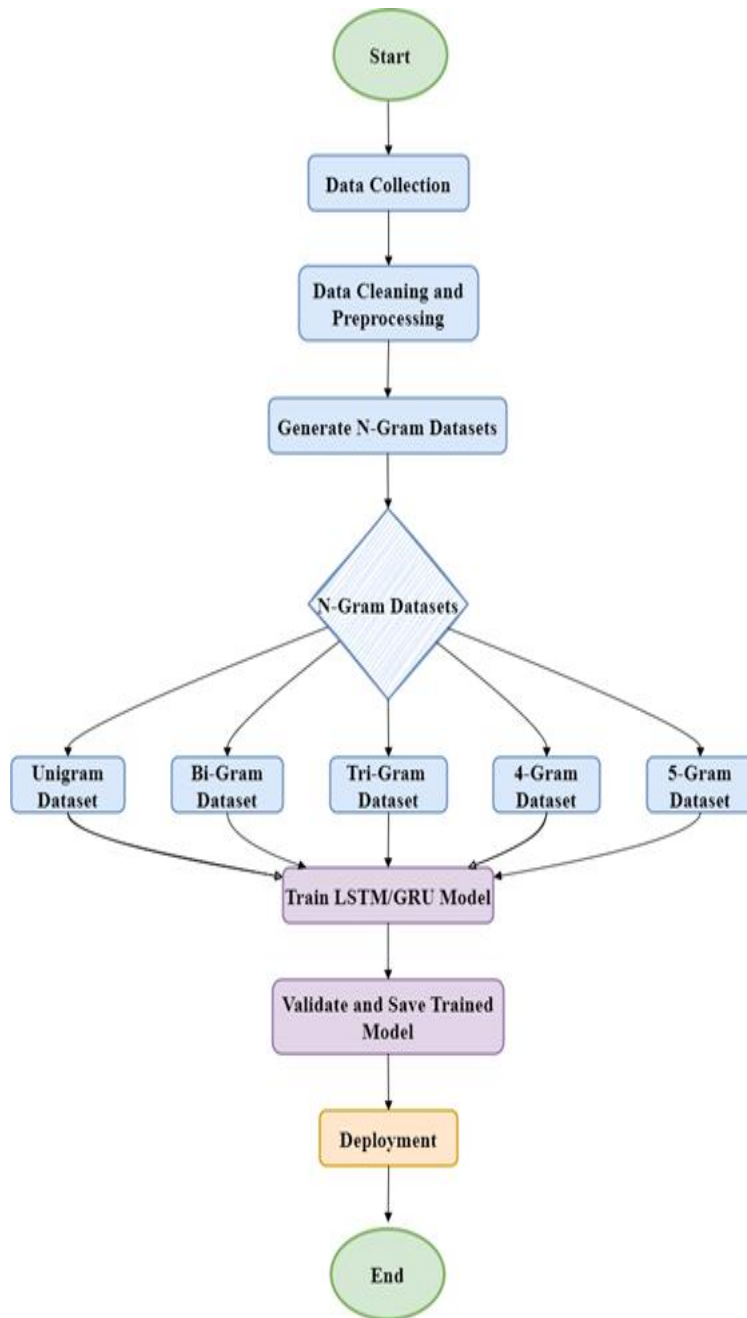 Start
Data Collection
Data Cleaning and
Preprocessing
Generate N-Gram Datasets
N-Gram Datasets
Unigram
Dataset
Bi-Gram
Dataset
Tri-Gram
Dataset
4-Gram
Dataset
5-Gram
Dataset
Train LSTM/GRU Model
Validate and Save Trained
Model
Deployment
End